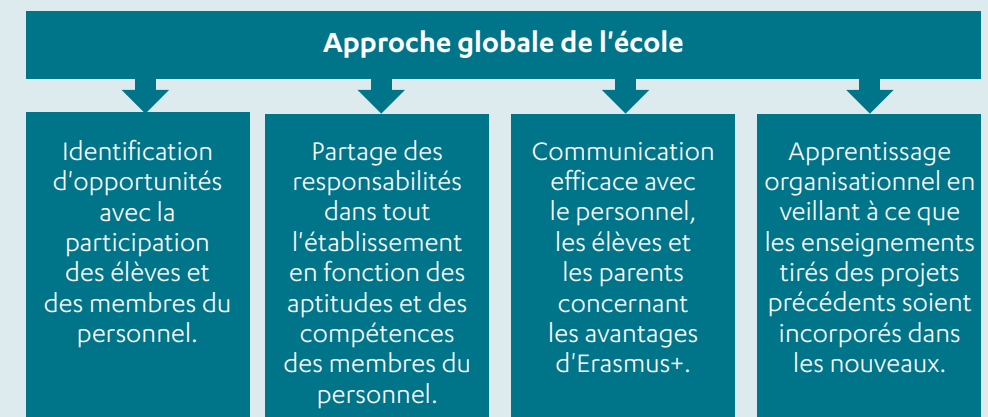 Approche globale de l'école
Identification
d'opportunités
avec la
participation
des élèves et
des membres du
personnel.
Partage des
responsabilités
dans tout
l'établissement
en fonction des
aptitudes et des
compétences
des membres du
personnel.
Communication
efficace avec
le personnel,
les élèves et
les parents
concernant
les avantages
d'Erasmus+.
Apprentissage
organisationnel en
veillant à ce que
les enseignements
tirés des projets
précédents soient
incorporés dans
les nouveaux.